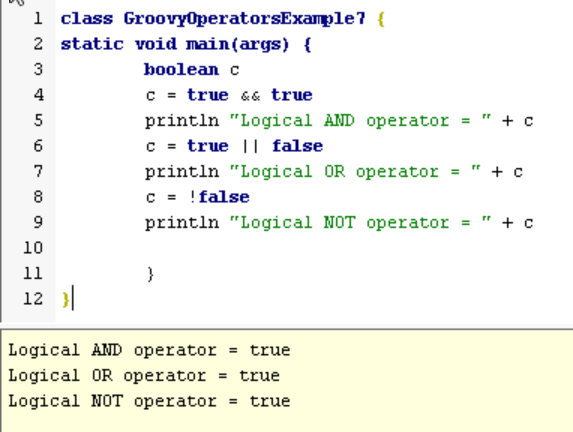 1 class GroovyOperatorsExample7 {
2 static void main(args) {
3 boolean c
4 c = true && true
5 println "Logical AND operator = " + c
6 c = true || false
7 println "Logical OR operator = " + c
8 c = !false
9 println "Logical NOT operator = " + c
10
11 }
12 }
Logical AND operator = true
Logical OR operator = true
Logical NOT operator = true